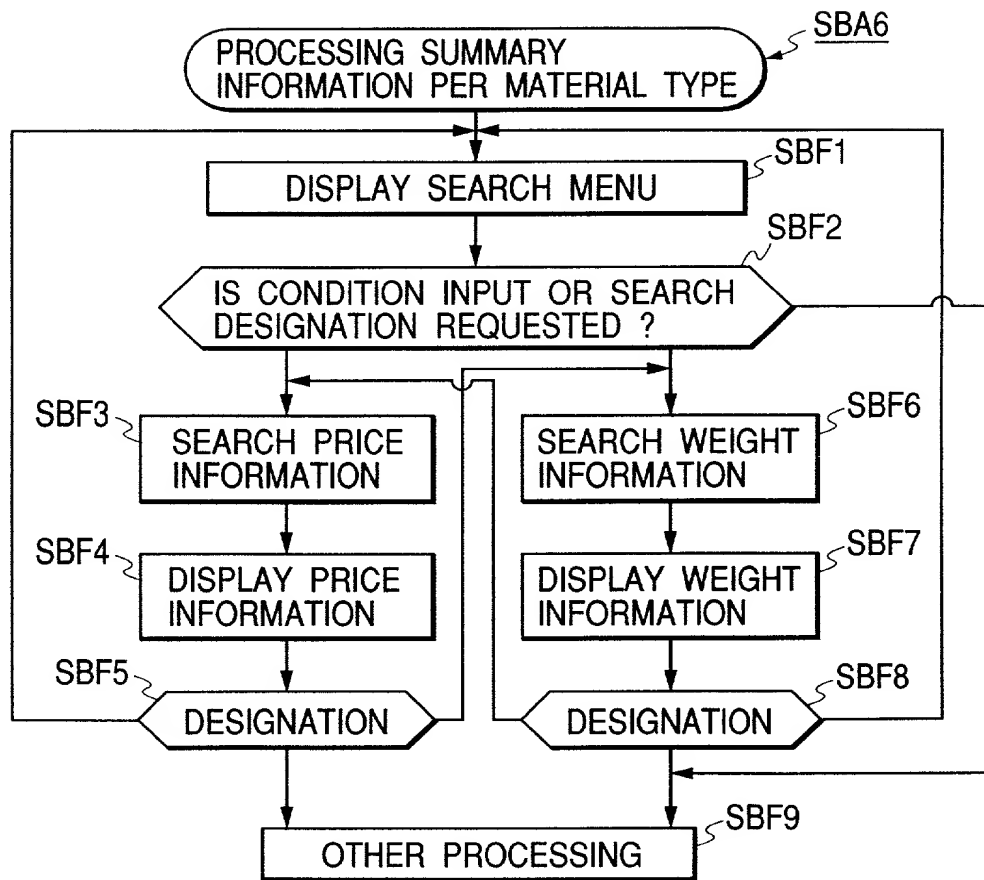 SBA6
PROCESSING SUMMARY
INFORMATION PER MATERIAL TYPE
SBF1
DISPLAY SEARCH MENU
SBF2
IS CONDITION INPUT OR SEARCH
DESIGNATION REQUESTED ?
SBF3
SEARCH PRICE
INFORMATION
SBF6
SEARCH WEIGHT
INFORMATION
SBF4
DISPLAY PRICE
INFORMATION
SBF7
DISPLAY WEIGHT
INFORMATION
SBF5
DESIGNATION
SBF8
DESIGNATION
SBF9
OTHER PROCESSING